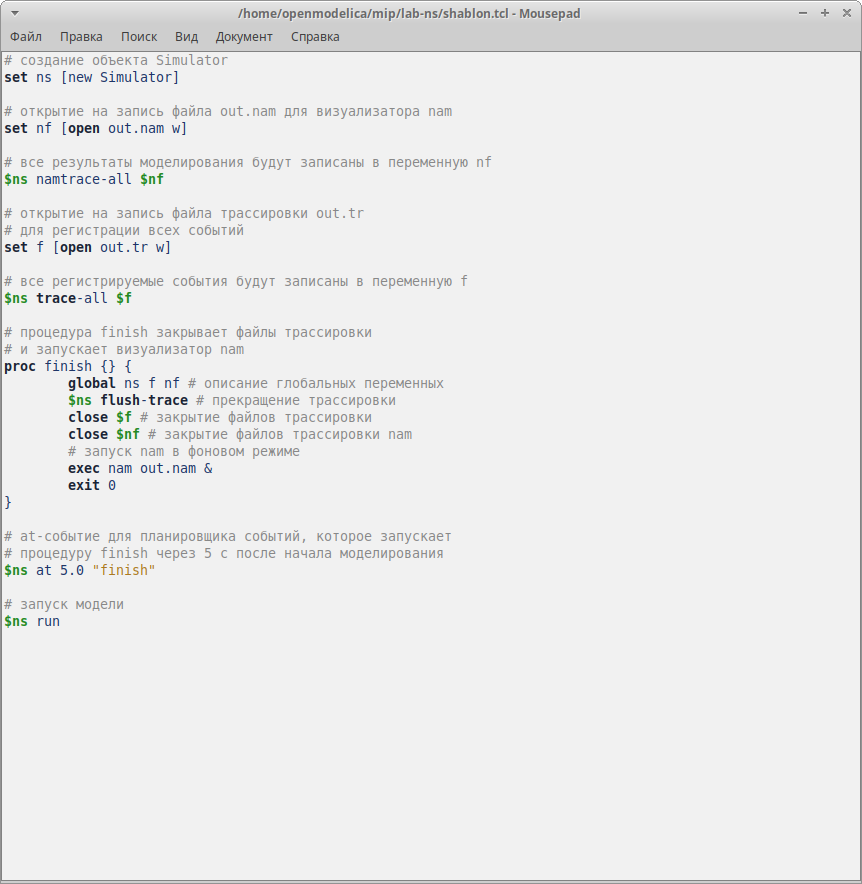 /home/openmodelica/mip/lab-ns/shablon.tcl - Mousepad
Файл Правка Поиск Вид Документ Справка
# создание объекта Simulator
set ns [new Simulator]
# открытие на запись файла out.nam для визуализатора nam
set nf [open out.nam w]
# все результаты моделирования будут записаны в переменную nf
$ns namtrace-all $nf
# открытие на запись файла трассировки out.tr
# для регистрации всех событий
set f [open out.tr w]
# все регистрируемые события будут записаны в переменную f
$ns trace-all $f
# процедура finish закрывает файлы трассировки
# и запускает визуализатор nam
proc finish {} {
        global ns f nf # описание глобальных переменных
        $ns flush-trace # прекращение трассировки
        close $f # закрытие файлов трассировки
        close $nf # закрытие файлов трассировки nam
        # запуск nam в фоновом режиме
        exec nam out.nam &
        exit 0
}
# at-событие для планировщика событий, которое запускает
# процедуру finish через 5 с после начала моделирования
$ns at 5.0 "finish"
# запуск модели
$ns run